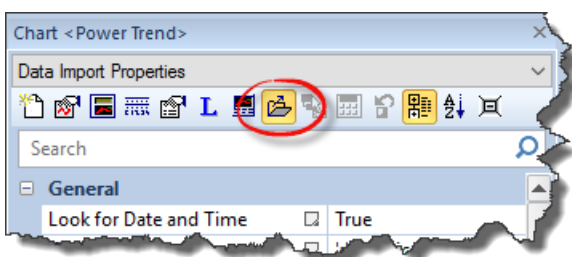 Chart <Power Trend>
Data Import Properties
L
Search
General
Look for Date and Time True